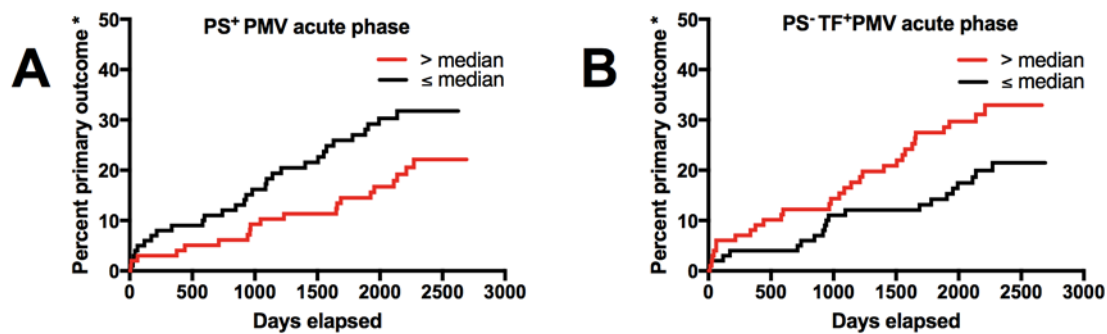 A
PS+ PMV acute phase
> median
≤ median
Percent primary outcome *
50
40
30
20
10
0
0 500 1000 1500 2000 2500 3000
Days elapsed
B
PS- TF+PMV acute phase
> median
≤ median
Percent primary outcome *
50
40
30
20
10
0
0 500 1000 1500 2000 2500 3000
Days elapsed